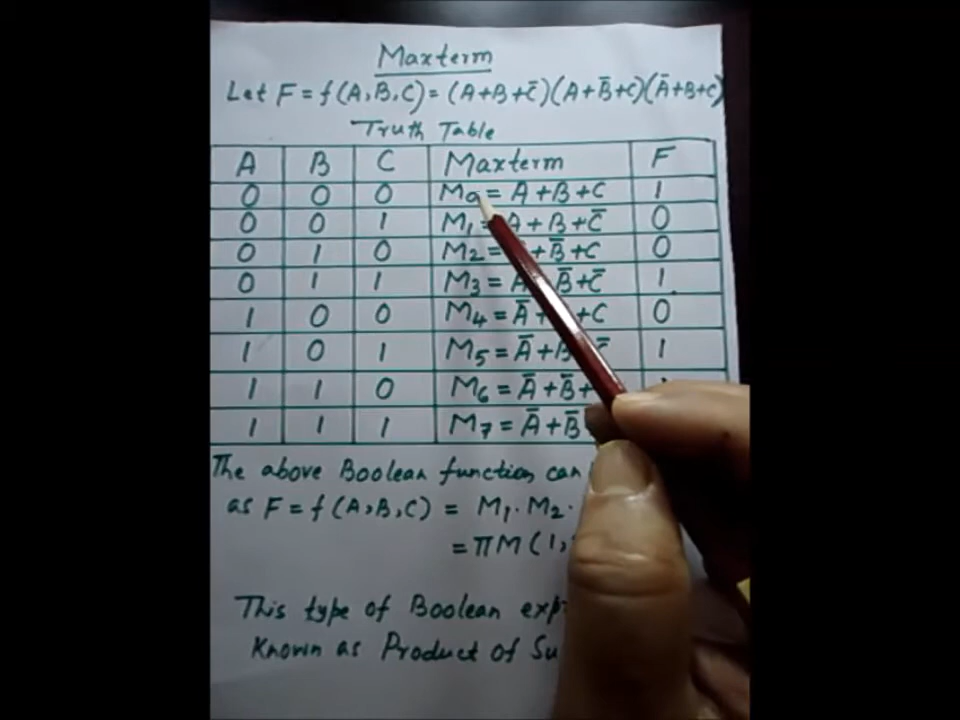 Maxterm
Let F = f(A, B, C) = (A+B+C̅)(A+B̅+C)(A̅+B+C)
Truth Table
A B C Maxterm F
0 0 0 M0 = A+B+C 1
0 0 1 M1 = A+B+C̅ 0
0 1 0 M2 = +B̅+C 0
0 1 1 M3 = A+B̅+C̅ 1
1 0 0 M4 = A̅+ +C 0
1 0 1 M5 = A̅+B 1
1 1 0 M6 = A̅+B̅+
1 1 1 M7 = A̅+B̅
The above Boolean function can
as F = f(A,B,C) = M1. M2.
= πM (1,
This type of Boolean
Known as Product of